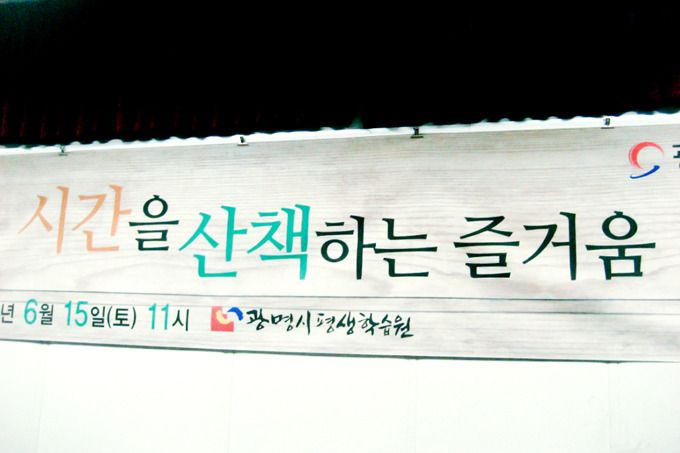 시간을 산책하는 즐거움
년 6월 15일(토) 11시 광명시평생학습원